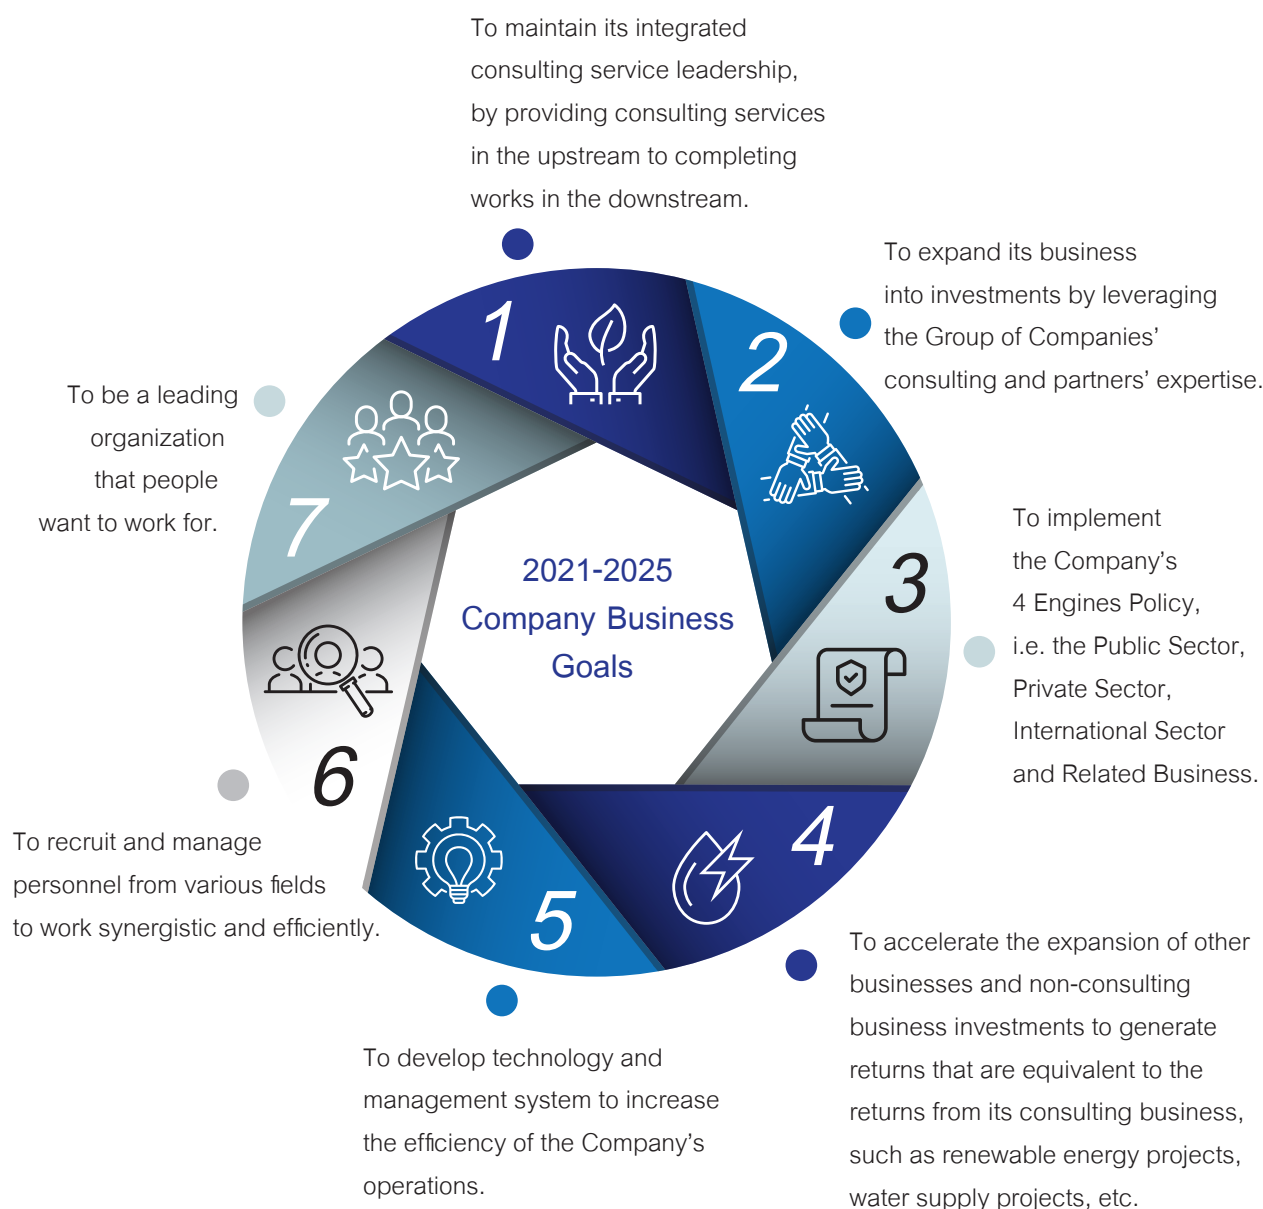 To maintain its integrated
consulting service leadership,
by providing consulting services
in the upstream to completing
works in the downstream.
1
To expand its business
into investments by leveraging
the Group of Companies’
consulting and partners’ expertise.
2
To implement
the Company’s
4 Engines Policy,
i.e. the Public Sector,
Private Sector,
International Sector
and Related Business.
3
To accelerate the expansion of other
businesses and non-consulting
business investments to generate
returns that are equivalent to the
returns from its consulting business,
such as renewable energy projects,
water supply projects, etc.
4
To develop technology and
management system to increase
the efficiency of the Company’s
operations.
5
To recruit and manage
personnel from various fields
to work synergistic and efficiently.
6
To be a leading
organization
that people
want to work for.
7
2021-2025
Company Business
Goals